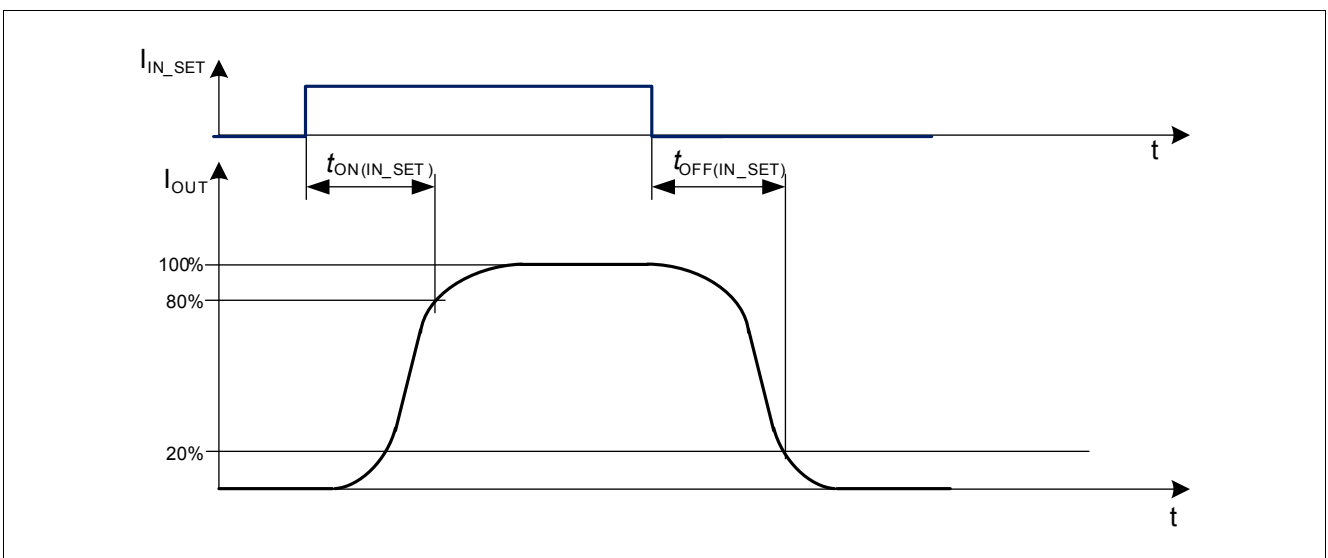 I_IN_SET
t
t_ON(IN_SET)
t_OFF(IN_SET)
I_OUT
100%
80%
20%
t